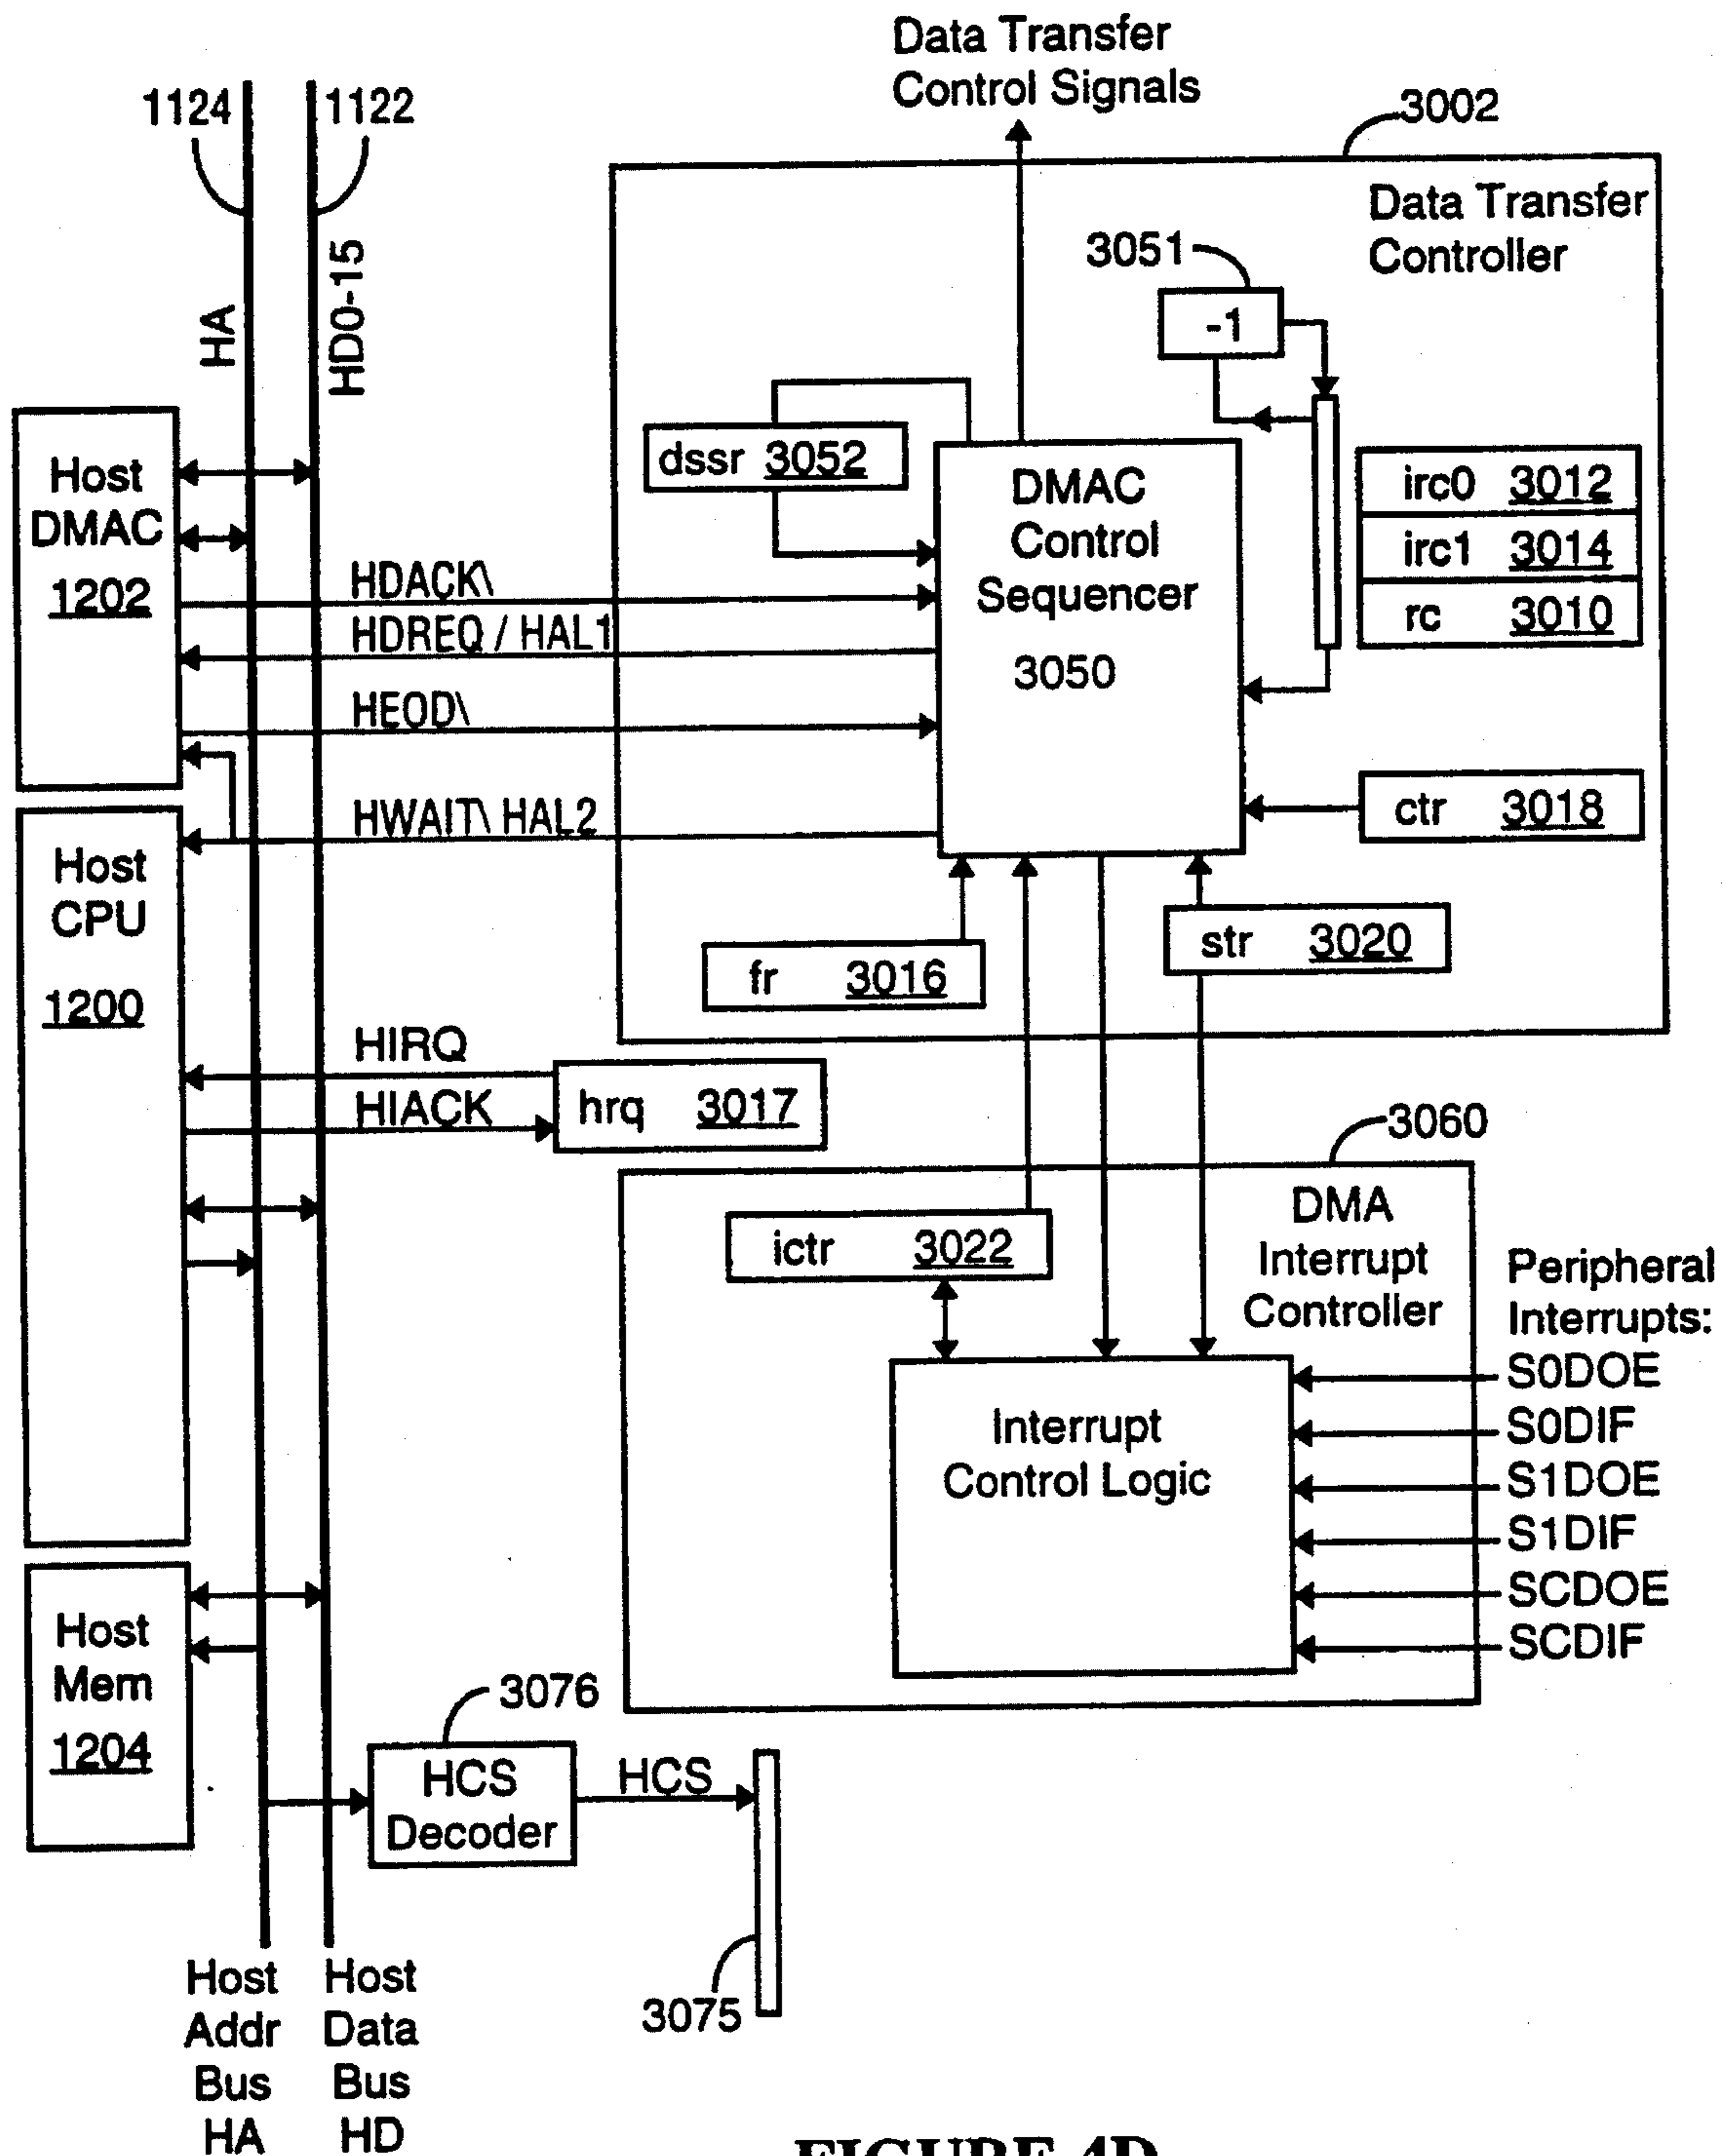 Data Transfer
Control Signals
1124
1122
3002
Data Transfer
Controller
3051
-1
HA
HD0-15
dssr 3052
Host
DMAC
1202
DMAC
Control
Sequencer
3050
irc0 3012
irc1 3014
rc 3010
HDACK\
HDREQ / HAL1
HEOD\
HWAIT\ HAL2
ctr 3018
Host
CPU
1200
str 3020
fr 3016
HIRQ
HIACK
hrq 3017
3060
DMA
Interrupt
Controller
ictr 3022
Peripheral
Interrupts:
S0DOE
S0DIF
S1DOE
S1DIF
SCDOE
SCDIF
Interrupt
Control Logic
Host
Mem
1204
3076
HCS
Decoder
HCS
3075
Host
Addr
Bus
HA
Host
Data
Bus
HD
FIGURE 4D